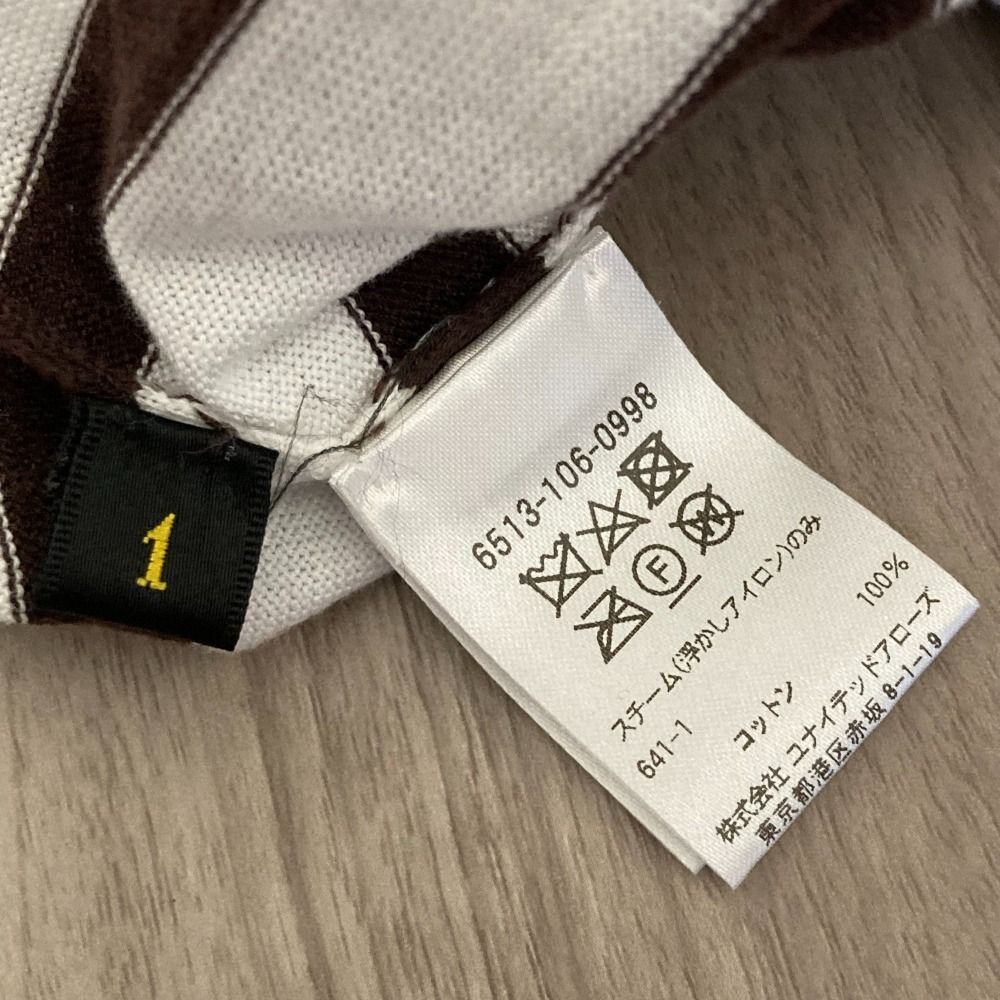 1
6513-106-0998
F
W
スチーム(浮かしアイロン)のみ
641-1
コットン 100%
株式会社 ユナイテッドアローズ
東京都港区赤坂 8-1-19